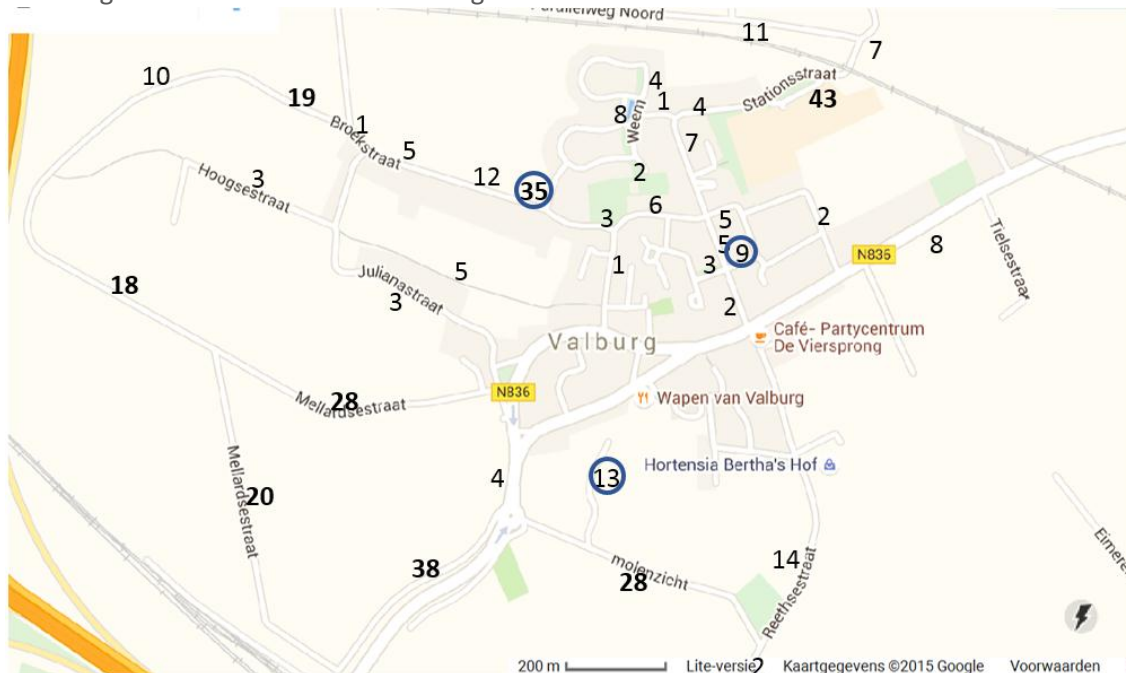 Parallelweg Noord
11
7
10
4
Stationsstraat
19
1
4
43
8
Weem
1
7
Broekstraat
5
12
Hoogsestraat
3
35
2
6
3
5
2
5
9
8
Tielsestraat
N836
1
3
5
18
Julianastraat
3
2
Valburg
Café- Partycentrum
De Viersprong
N836
Wapen van Valburg
28
Mellardsestraat
Hortensia Bertha's Hof
4
13
Mellardsestraat
20
38
molenzicht
28
14
Reethsestraat
200 m
Lite-versie
2
Kaartgegevens ©2015 Google
Voorwaarden